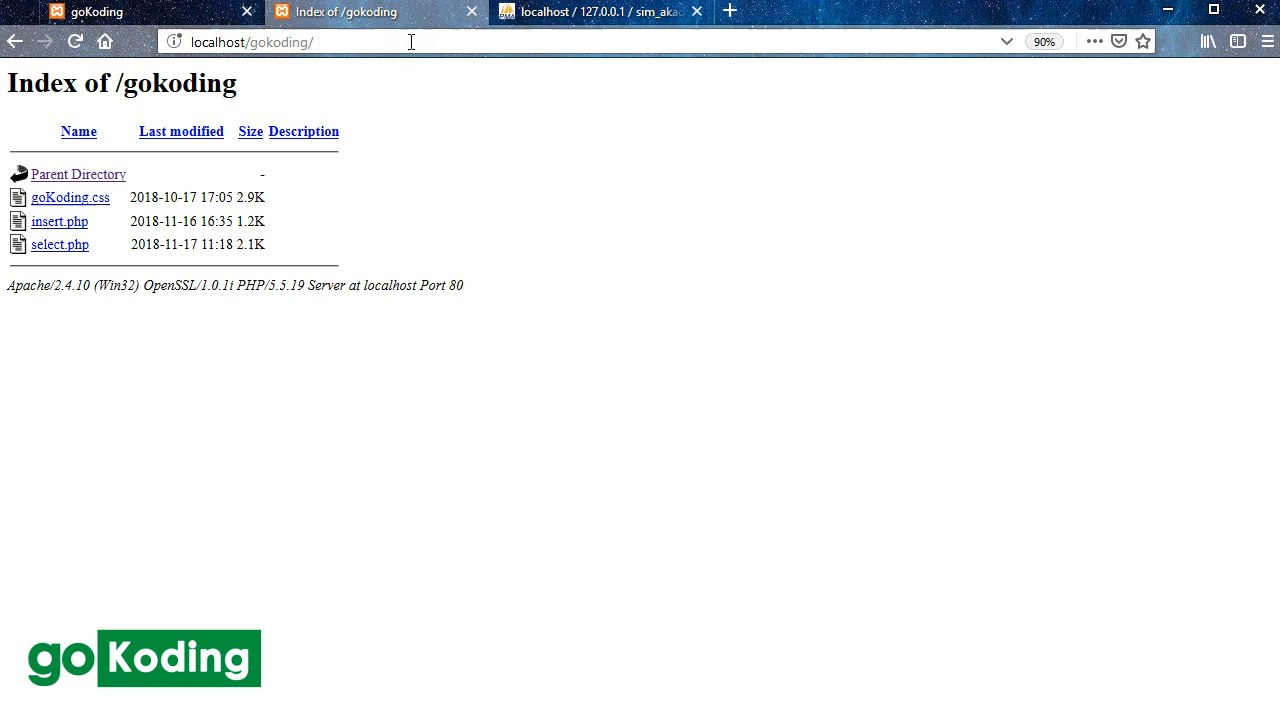 goKoding
Index of /gokoding
localhost / 127.0.0.1 / sim_aka
localhost/gokoding/
90%
Index of /gokoding
Name Last modified Size Description
Parent Directory -
goKoding.css 2018-10-17 17:05 2.9K
insert.php 2018-11-16 16:35 1.2K
select.php 2018-11-17 11:18 2.1K
Apache/2.4.10 (Win32) OpenSSL/1.0.1i PHP/5.5.19 Server at localhost Port 80
go Koding